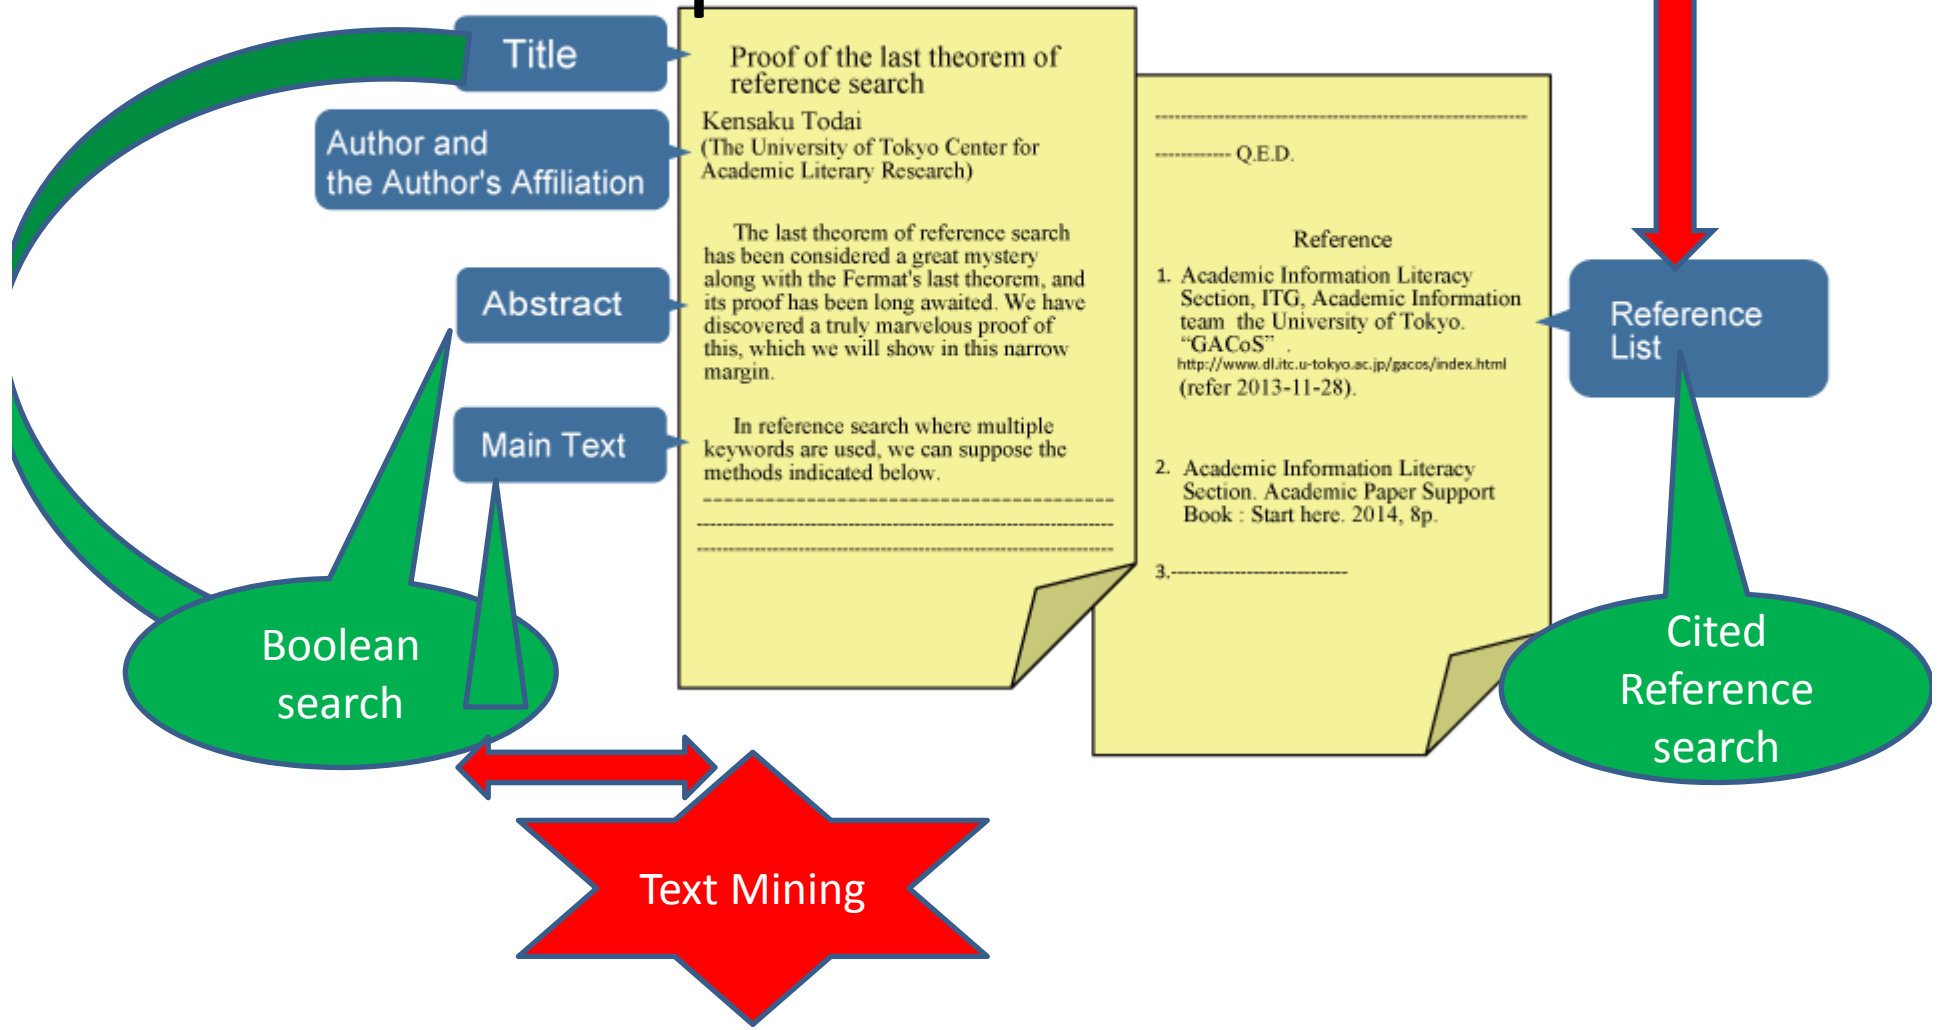 Title
Author and
the Author's Affiliation
Abstract
Main Text
Proof of the last theorem of
reference search
Kensaku Todai
(The University of Tokyo Center for
Academic Literary Research)
The last theorem of reference search
has been considered a great mystery
along with the Fermat's last theorem, and
its proof has been long awaited. We have
discovered a truly marvelous proof of
this, which we will show in this narrow
margin.
In reference search where multiple
keywords are used, we can suppose the
methods indicated below.
------------ Q.E.D.
Reference
1. Academic Information Literacy
Section, ITG, Academic Information
team the University of Tokyo.
“GACoS” .
http://www.dl.itc.u-tokyo.ac.jp/gacos/index.html
(refer 2013-11-28).
2. Academic Information Literacy
Section. Academic Paper Support
Book : Start here. 2014, 8p.
3.---------------------------
Reference
List
Boolean
search
Cited
Reference
search
Text Mining